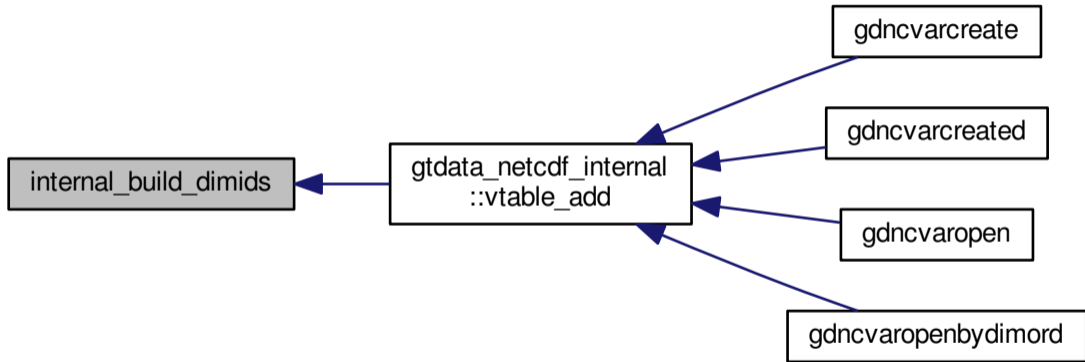 internal_build_dimids
gtdata_netcdf_internal
::vtable_add
gdncvarcreate
gdncvarcreated
gdncvaropen
gdncvaropenbydimord